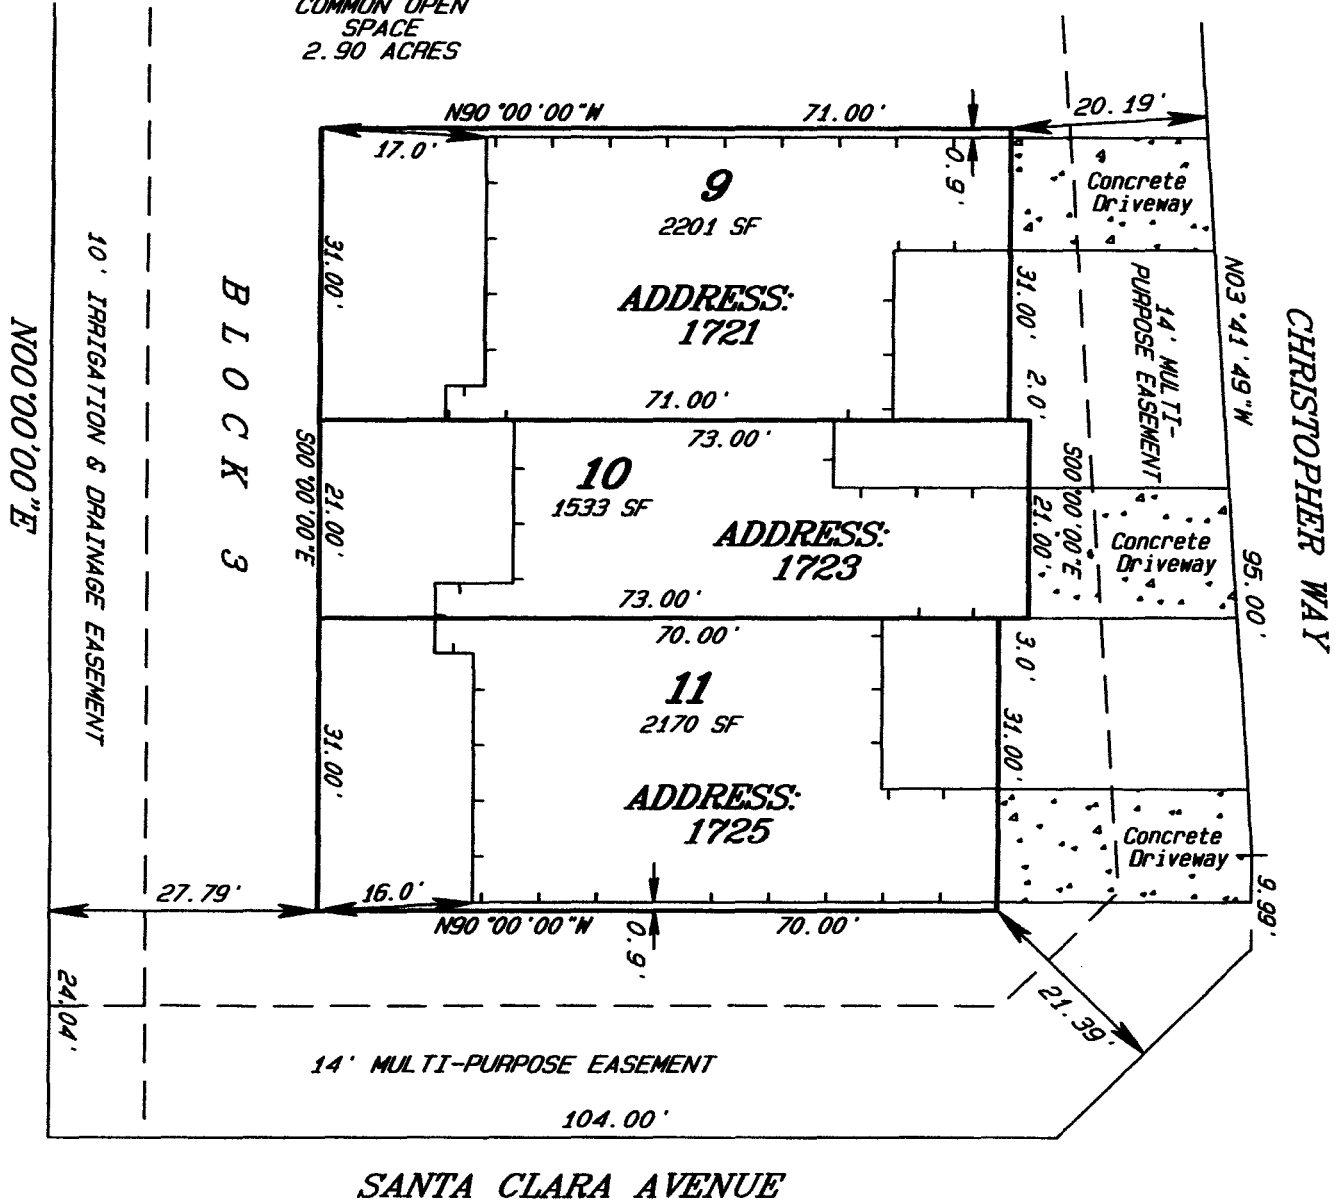 COMMON OPEN
SPACE
2.90 ACRES
N90°00'00"W
71.00'
20.19'
17.0'
0.9'
9
2201 SF
Concrete
Driveway
ADDRESS:
1721
31.00'
31.00'
2.0'
14' MULTI-
PURPOSE EASEMENT
N03°41'49"W
95.00'
CHRISTOPHER WAY
N00°00'00"E
10' IRRIGATION & DRAINAGE EASEMENT
BLOCK 3
71.00'
73.00'
S00°00'00"E
21.00'
10
1533 SF
ADDRESS:
1723
21.00'
S00°00'00"E
Concrete
Driveway
73.00'
70.00'
3.0'
11
2170 SF
31.00'
31.00'
ADDRESS:
1725
Concrete
Driveway
27.79'
16.0'
9.99'
N90°00'00"W
0.9'
70.00'
24.04'
21.39'
14' MULTI-PURPOSE EASEMENT
104.00'
SANTA CLARA AVENUE